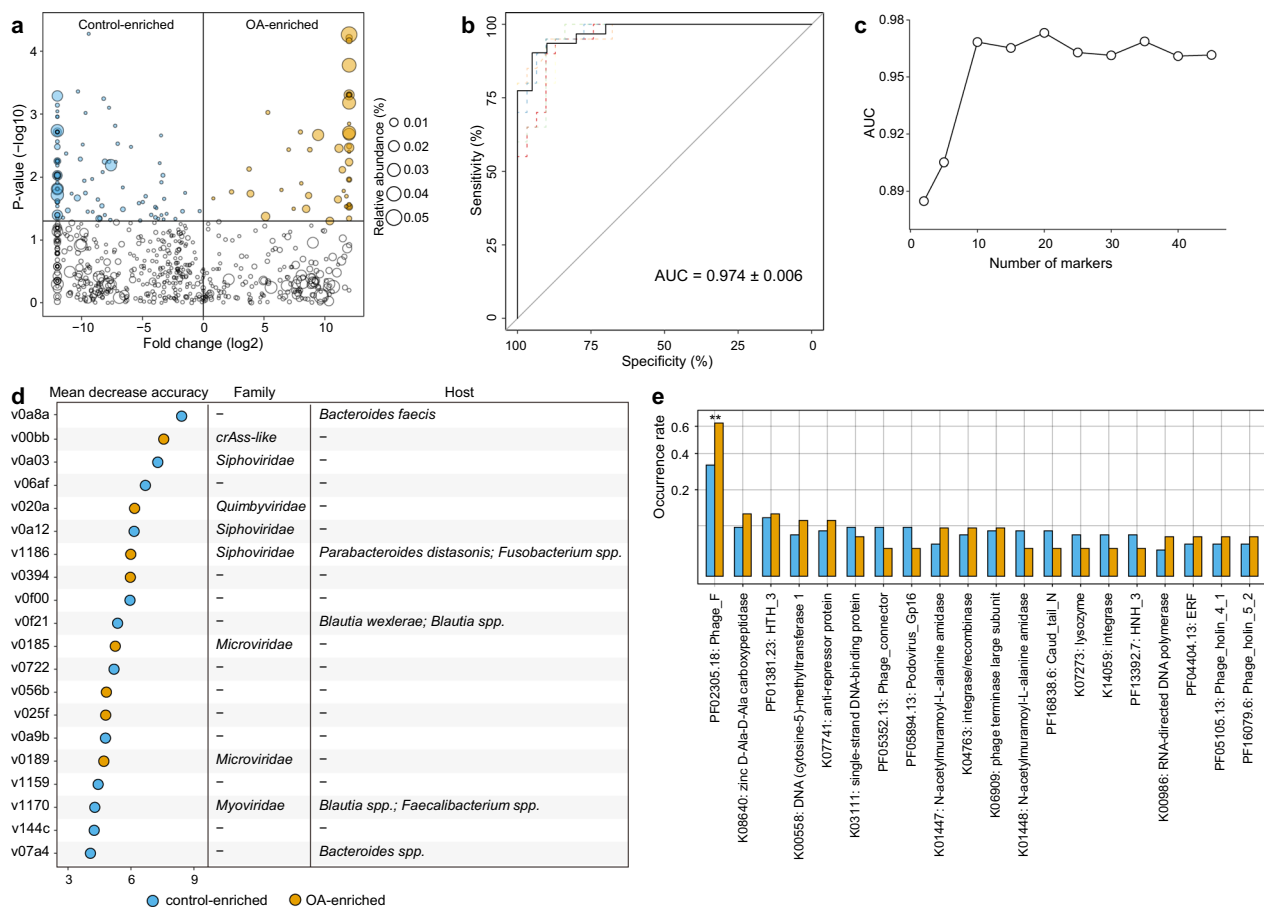 a
Control-enriched
OA-enriched
P-value (−log10)
4
3
2
1
0
−10
−5
0
5
10
Fold change (log2)
Relative abundance (%)
0.01
0.02
0.03
0.04
0.05
b
Sensitivity (%)
100
75
50
25
0
AUC = 0.974 ± 0.006
100
75
50
25
0
Specificity (%)
c
AUC
0.98
0.95
0.92
0.89
0
10
20
30
40
Number of markers
d
Mean decrease accuracy Family Host
v0a8a – Bacteroides faecis
v00bb crAss-like –
v0a03 Siphoviridae –
v06af – –
v020a Quimbyviridae –
v0a12 Siphoviridae –
v1186 Siphoviridae Parabacteroides distasonis; Fusobacterium spp.
v0394 – –
v0f00 – –
v0f21 – Blautia wexlerae; Blautia spp.
v0185 Microviridae –
v0722 – –
v056b – –
v025f – –
v0a9b – –
v0189 Microviridae –
v1159 – –
v1170 Myoviridae Blautia spp.; Faecalibacterium spp.
v144c – –
v07a4 – Bacteroides spp.
3 6 9
control-enriched OA-enriched
e
Occurrence rate
0.6
0.4
0.2
**
PF02305.18: Phage_F
K08640: zinc D-Ala-D-Ala carboxypeptidase
PF01381.23: HTH_3
K00558: DNA (cytosine-5)-methyltransferase 1
K07741: anti-repressor protein
K03111: single-strand DNA-binding protein
PF05352.13: Phage_connector
PF05894.13: Podovirus_Gp16
K01447: N-acetylmuramoyl-L-alanine amidase
K04763: integrase/recombinase
K06909: phage terminase large subunit
K01448: N-acetylmuramoyl-L-alanine amidase
PF16838.6: Caud_tail_N
K07273: lysozyme
K14059: integrase
PF13392.7: HNH_3
K00986: RNA-directed DNA polymerase
PF04404.13: ERF
PF05105.13: Phage_holin_4_1
PF16079.6: Phage_holin_5_2